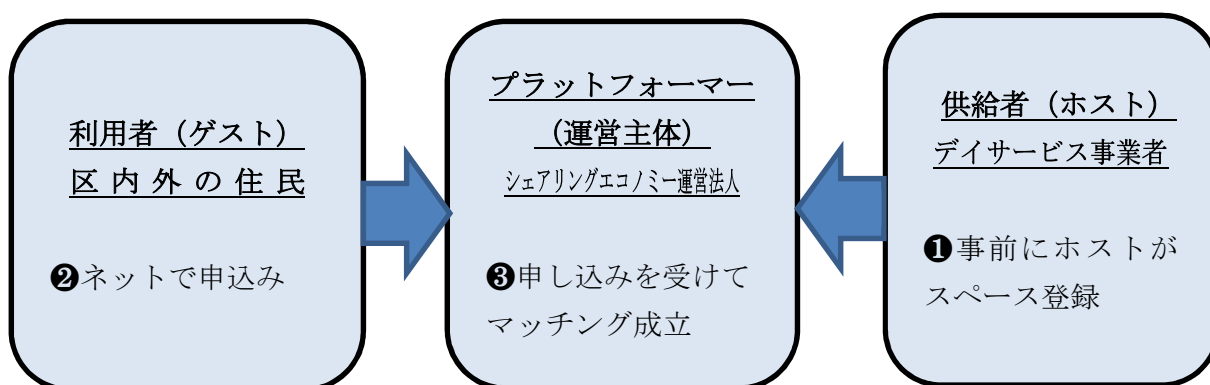 利用者（ゲスト）
区内外の住民
❷ネットで申込み
プラットフォーマー
（運営主体）
シェアリングエコノミー運営法人
❸申し込みを受けて
マッチング成立
供給者（ホスト）
デイサービス事業者
❶事前にホストが
スペース登録